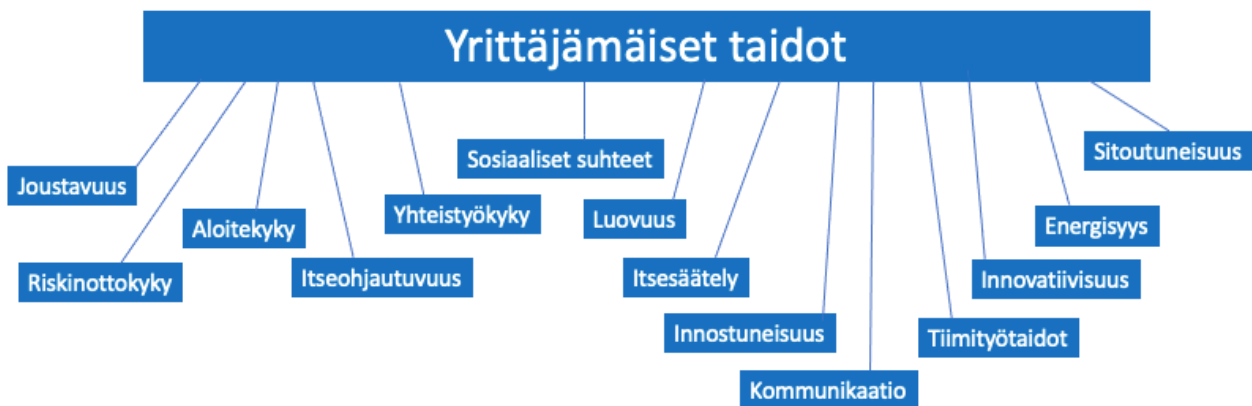 Yrittäjämäiset taidot
Joustavuus
Riskinottokyky
Aloitekyky
Itseohjautuvuus
Yhteistyökyky
Sosiaaliset suhteet
Luovuus
Itsesäätely
Innostuneisuus
Kommunikaatio
Tiimityötaidot
Innovatiivisuus
Energisyys
Sitoutuneisuus